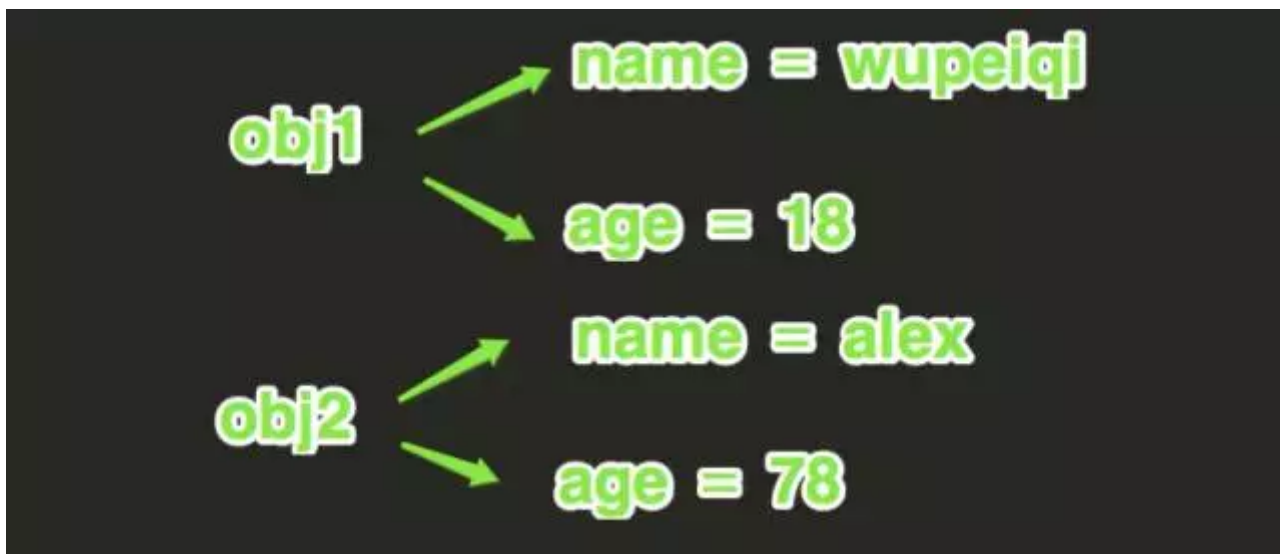 name = wupeiqi
obj1
age = 18
name = alex
obj2
age = 78